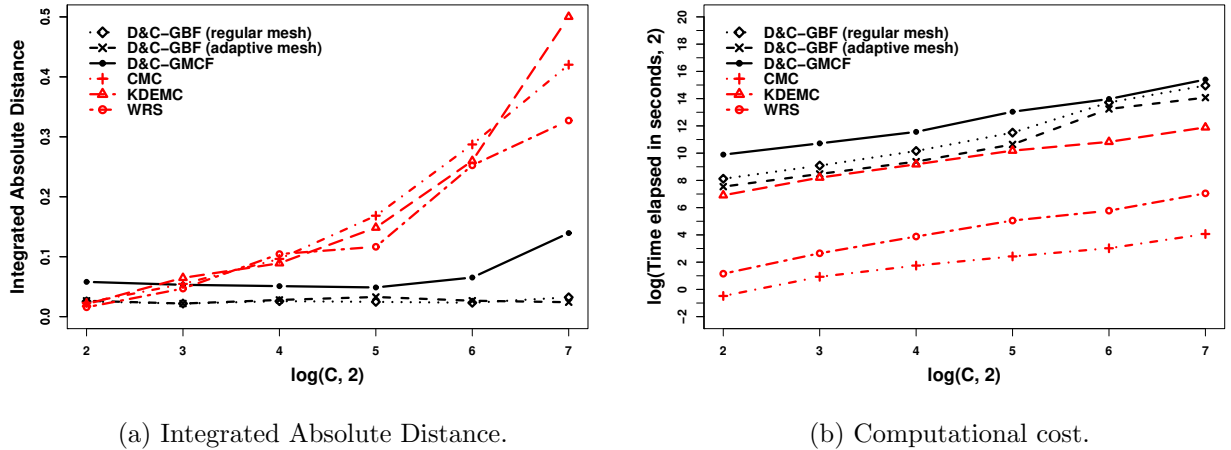 Integrated Absolute Distance
0.5
0.4
0.3
0.2
0.1
0.0
D&C−GBF (regular mesh)
D&C−GBF (adaptive mesh)
D&C−GMCF
CMC
KDEMC
WRS
2 3 4 5 6 7
log(C, 2)
(a) Integrated Absolute Distance.
log(Time elapsed in seconds, 2)
20
18
16
14
12
10
8
6
4
2
0
−2
D&C−GBF (regular mesh)
D&C−GBF (adaptive mesh)
D&C−GMCF
CMC
KDEMC
WRS
2 3 4 5 6 7
log(C, 2)
(b) Computational cost.